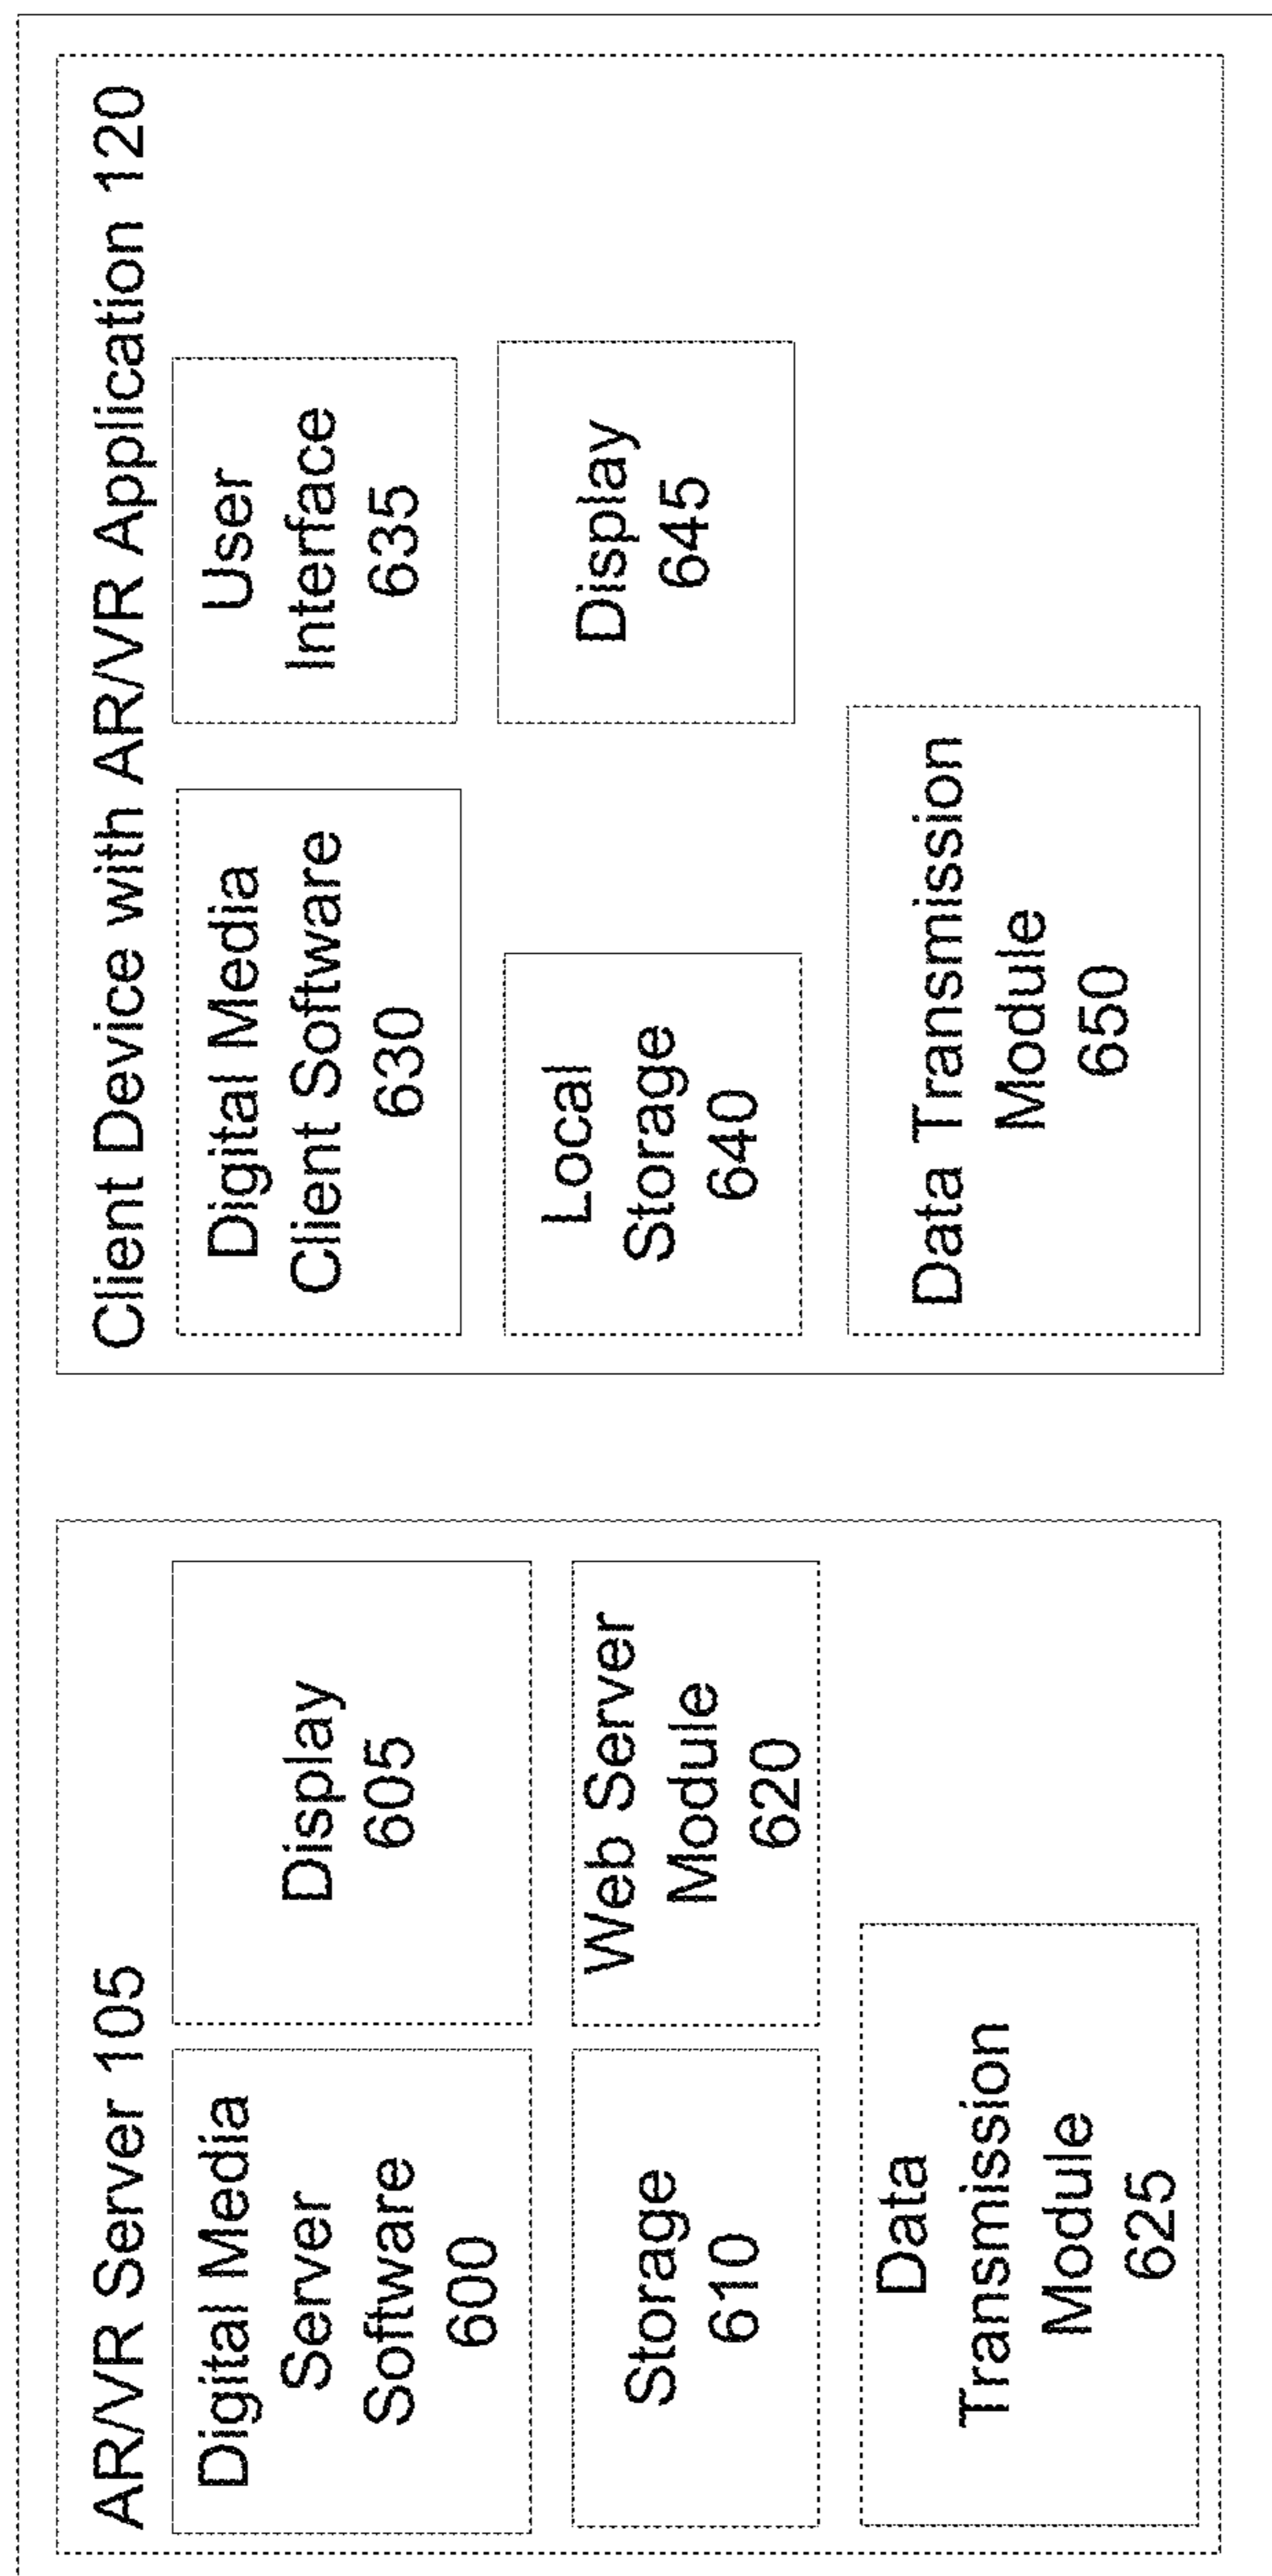 AR/VR Server 105
Digital Media
Server
Software
600
Display
605
Storage
610
Web Server
Module
620
Data
Transmission
Module
625
Client Device with AR/VR Application 120
Digital Media
Client Software
630
User
Interface
635
Local
Storage
640
Display
645
Data Transmission
Module
650